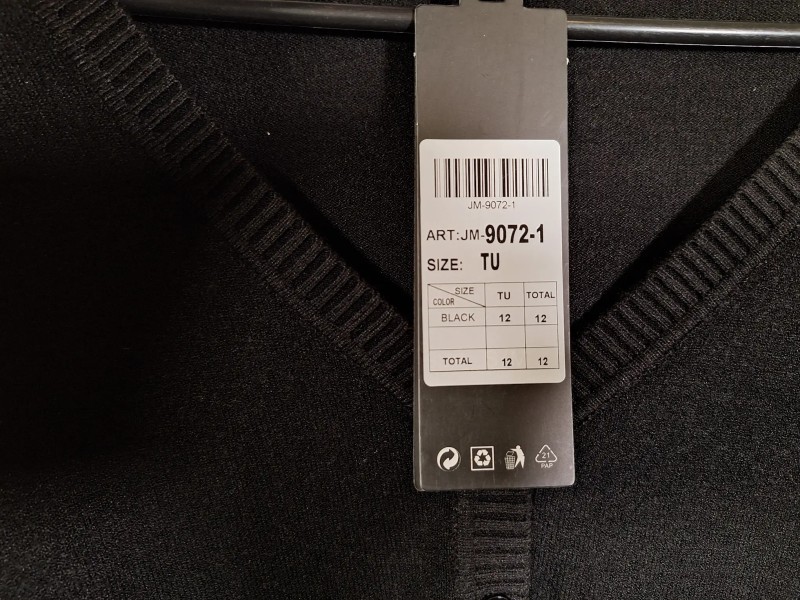 JM-9072-1
ART:JM-9072-1
SIZE: TU
SIZE
COLOR
TU
TOTAL
BLACK 12 12
TOTAL 12 12
21
PAP